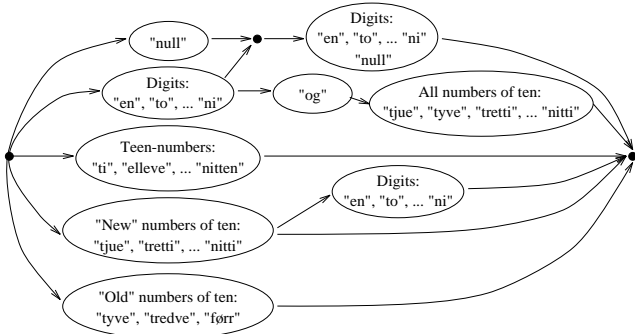 "null"
Digits:
"en", "to", ... "ni"
"null"
Digits:
"en", "to", ... "ni"
"og"
All numbers of ten:
"tjue", "tyve", "tretti", ... "nitti"
Teen-numbers:
"ti", "elleve", ... "nitten"
Digits:
"en", "to", ... "ni")
"New" numbers of ten:
"tjue", "tretti", ... "nitti"
"Old" numbers of ten:
"tyve", "tredve", "førr"